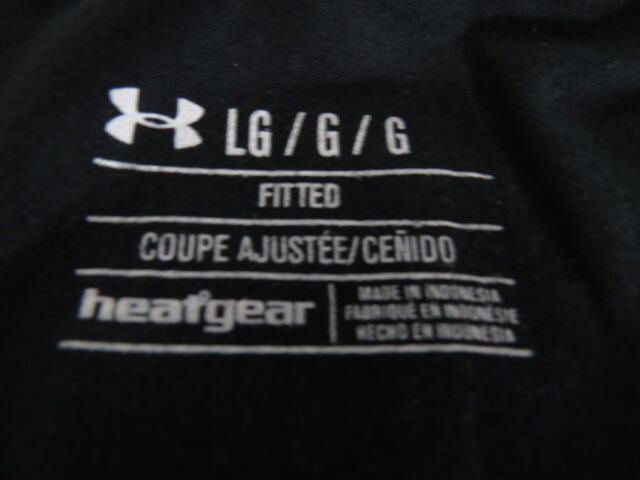 LG / G / G
FITTED
COUPE AJUSTÉE/CEÑIDO
heatgear
MADE IN INDONESIA
FABRIQUÉ EN INDONÉSIE
HECHO EN INDONESIA